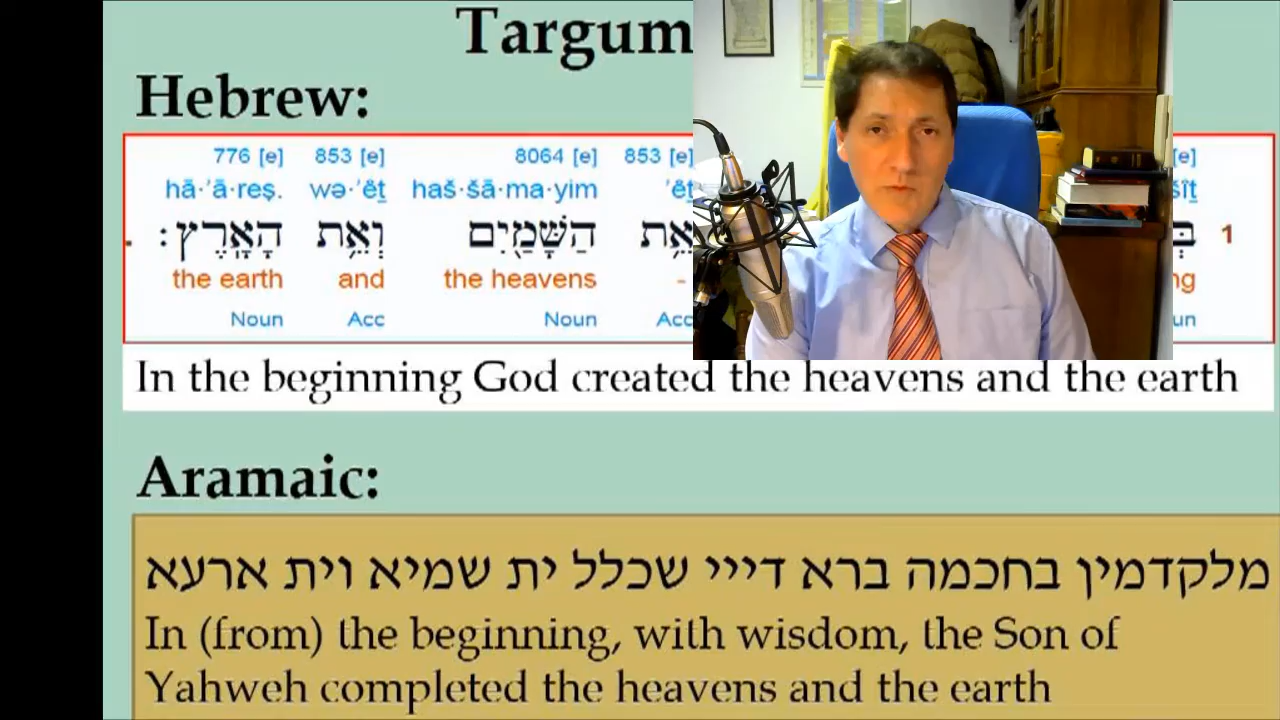 Targum
Hebrew:
776 [e] 853 [e] 8064 [e] 853 [e] [e]
hā·’ā·reṣ. wə·’êṯ haš·šā·ma·yim ’êṯ šîṯ
הָאָֽרֶץ׃ וְאֵ֥ת הַשָּׁמַ֖יִם אֵ֥ת בְּ 1
the earth and the heavens - ng
Noun Acc Noun Acc un
In the beginning God created the heavens and the earth
Aramaic:
מלקדמין בחכמה ברא דייי שכלל ית שמיא וית ארעא
In (from) the beginning, with wisdom, the Son of
Yahweh completed the heavens and the earth